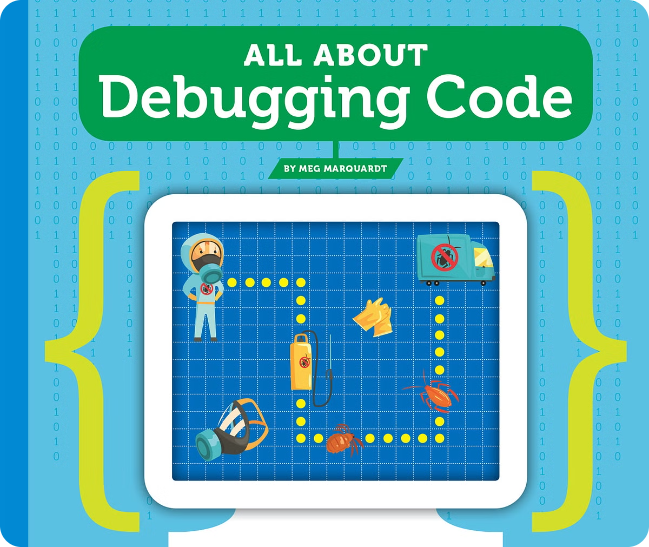 ALL ABOUT
Debugging Code
BY MEG MARQUARDT